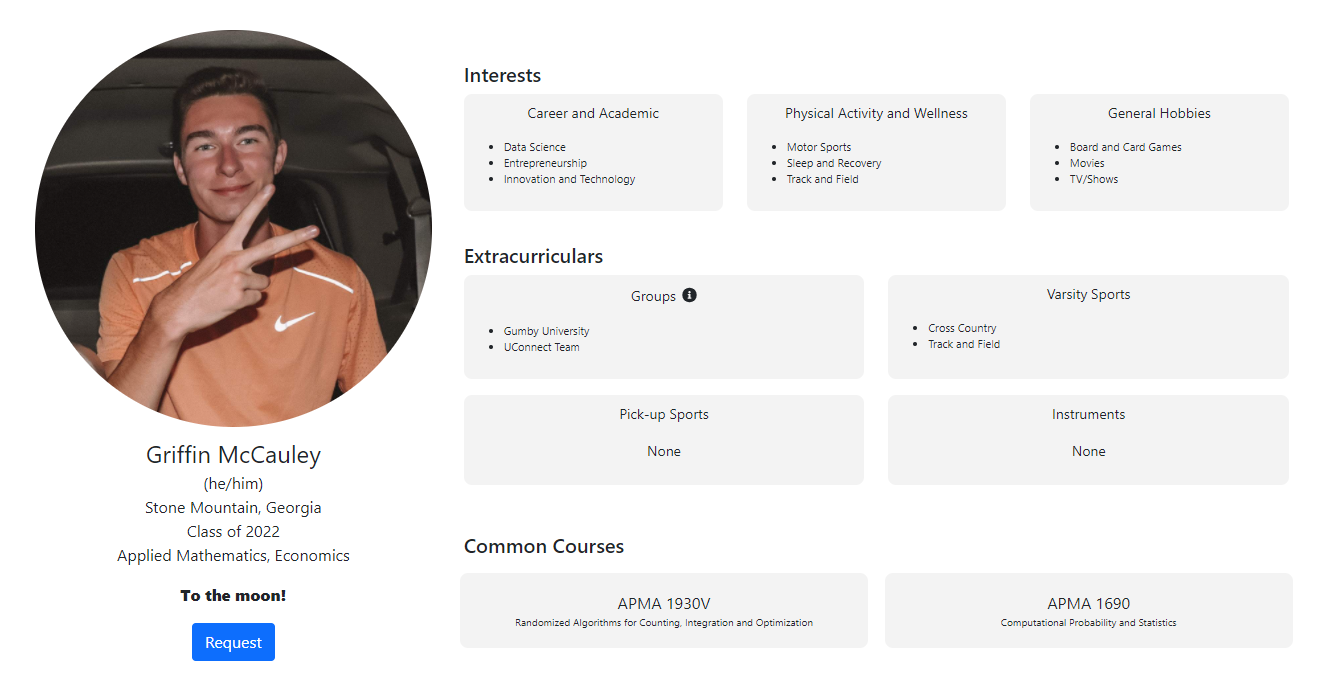 Griffin McCauley
(he/him)
Stone Mountain, Georgia
Class of 2022
Applied Mathematics, Economics
To the moon!
Request
Interests
Career and Academic
Data Science
Entrepreneurship
Innovation and Technology
Physical Activity and Wellness
Motor Sports
Sleep and Recovery
Track and Field
General Hobbies
Board and Card Games
Movies
TV/Shows
Extracurriculars
Groups
Gumby University
UConnect Team
Varsity Sports
Cross Country
Track and Field
Pick-up Sports
None
Instruments
None
Common Courses
APMA 1930V
Randomized Algorithms for Counting, Integration and Optimization
APMA 1690
Computational Probability and Statistics